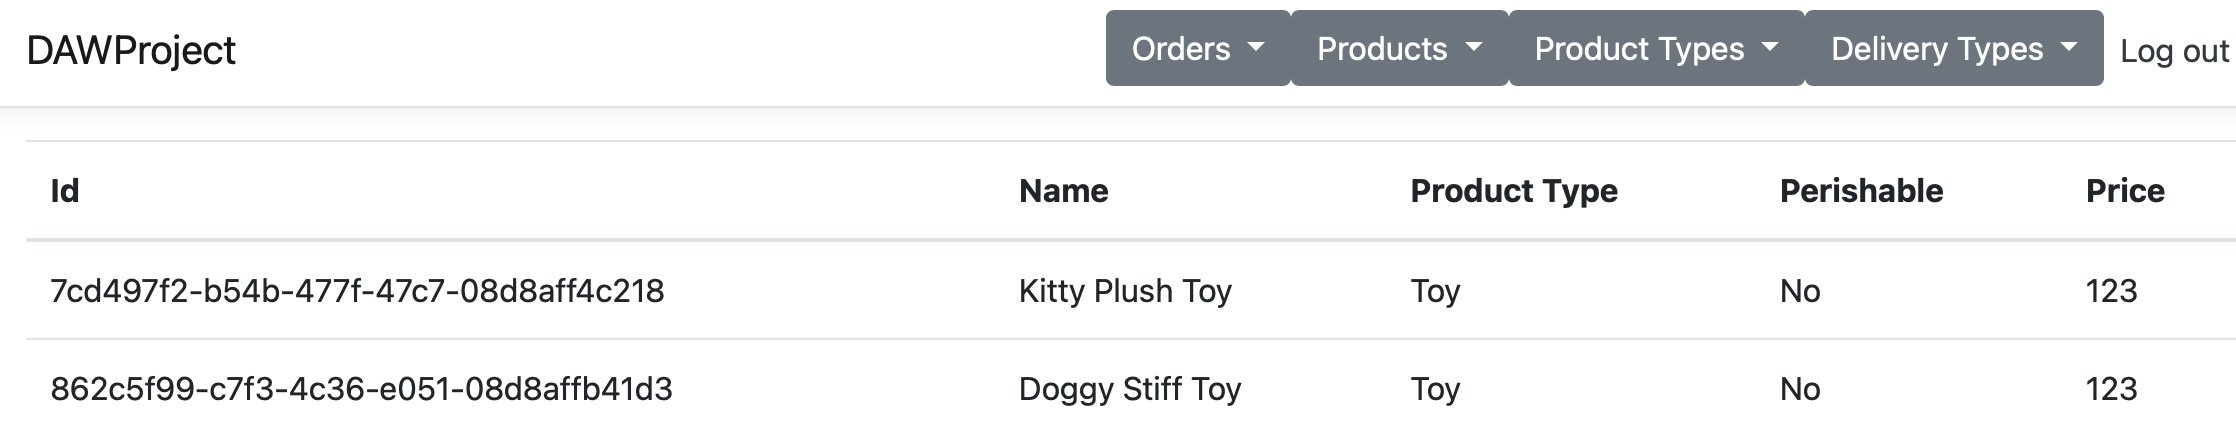 DAWProject Orders Products Product Types Delivery Types Log out
Id Name Product Type Perishable Price
7cd497f2-b54b-477f-47c7-08d8aff4c218 Kitty Plush Toy Toy No 123
862c5f99-c7f3-4c36-e051-08d8affb41d3 Doggy Stiff Toy Toy No 123